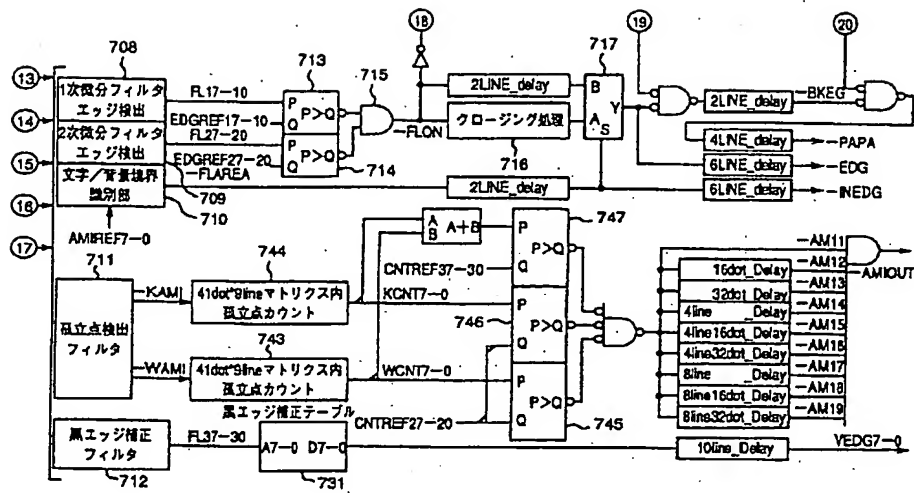 18
19
20
13
14
15
16
17
708
1次微分フィルタ
エッジ検出
2次微分フィルタ
エッジ検出
文字/背景境界
識別部
709
710
AMIREF7-0
FL17-10
EDGREF17-10
FL27-20
EDGREF27-20
-FLAREA
713
P
P>Q
Q
P
P>Q
Q
714
715
-FLON
2LINE_delay
クロージング処理
716
2LINE_delay
717
B
Y
A
S
2LINE_delay
-BKEG
4LINE_delay
-PAPA
6LINE_delay
-EDG
6LINE_delay
-INEDG
711
孤立点検出
フィルタ
-KAMI
-WAMI
744
41dot*9lineマトリクス内
孤立点カウント
743
41dot*9lineマトリクス内
孤立点カウント
A
B
A+B
CNTREF37-30
KCNT7-0
WCNT7-0
CNTREF27-20
747
P
P>Q
Q
746
P
P>Q
Q
P
P>Q
Q
745
-AM11
16dot_Delay
-AM12
32dot_Delay
-AM13
4line _Delay
-AM14
4line16dot_Delay
-AM15
4line32dot_Delay
-AM16
8line _Delay
-AM17
8line16dot_Delay
-AM18
8line32dot_Delay
-AM19
-AMIOUT
黒エッジ補正
フィルタ
712
FL37-30
黒エッジ補正テーブル
A7-0 D7-0
731
10line_Delay
VEDG7-0